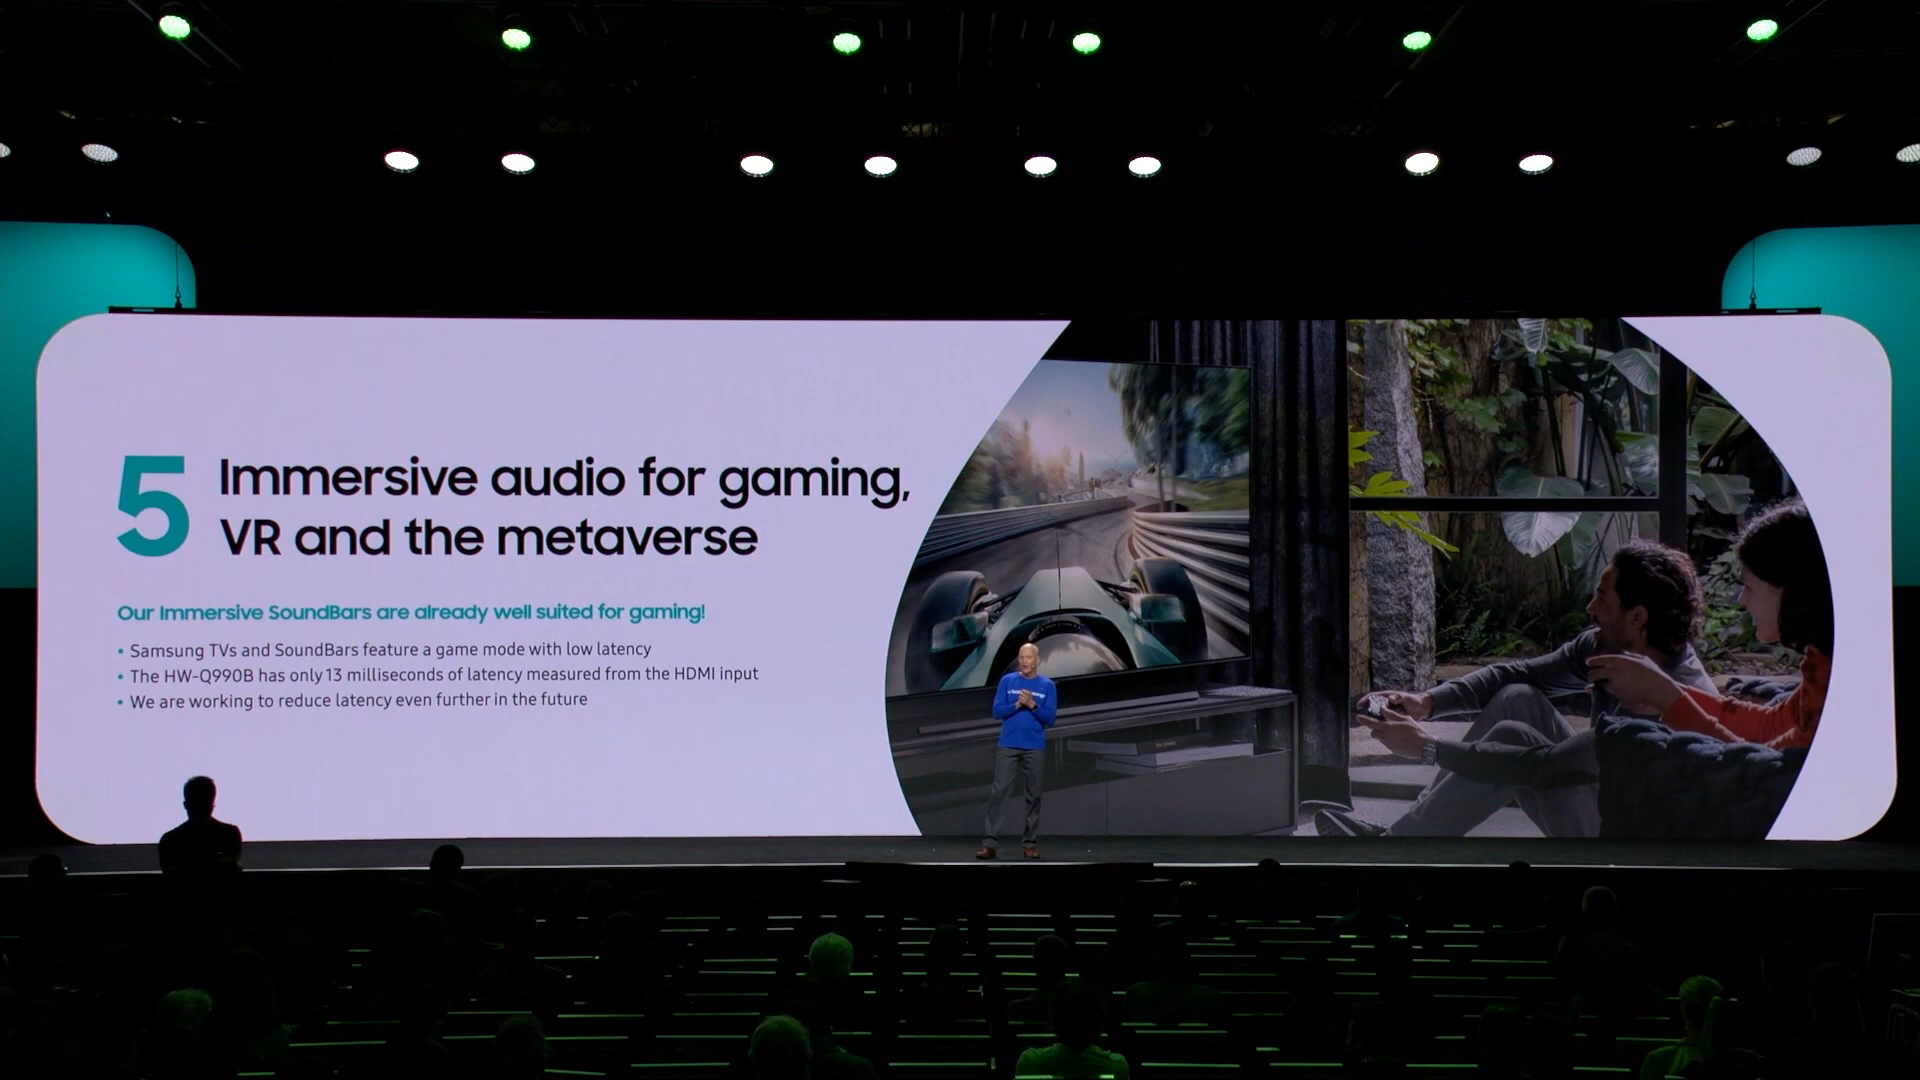 5 Immersive audio for gaming,
VR and the metaverse
Our Immersive SoundBars are already well suited for gaming!
• Samsung TVs and SoundBars feature a game mode with low latency
• The HW-Q990B has only 13 milliseconds of latency measured from the HDMI input
• We are working to reduce latency even further in the future